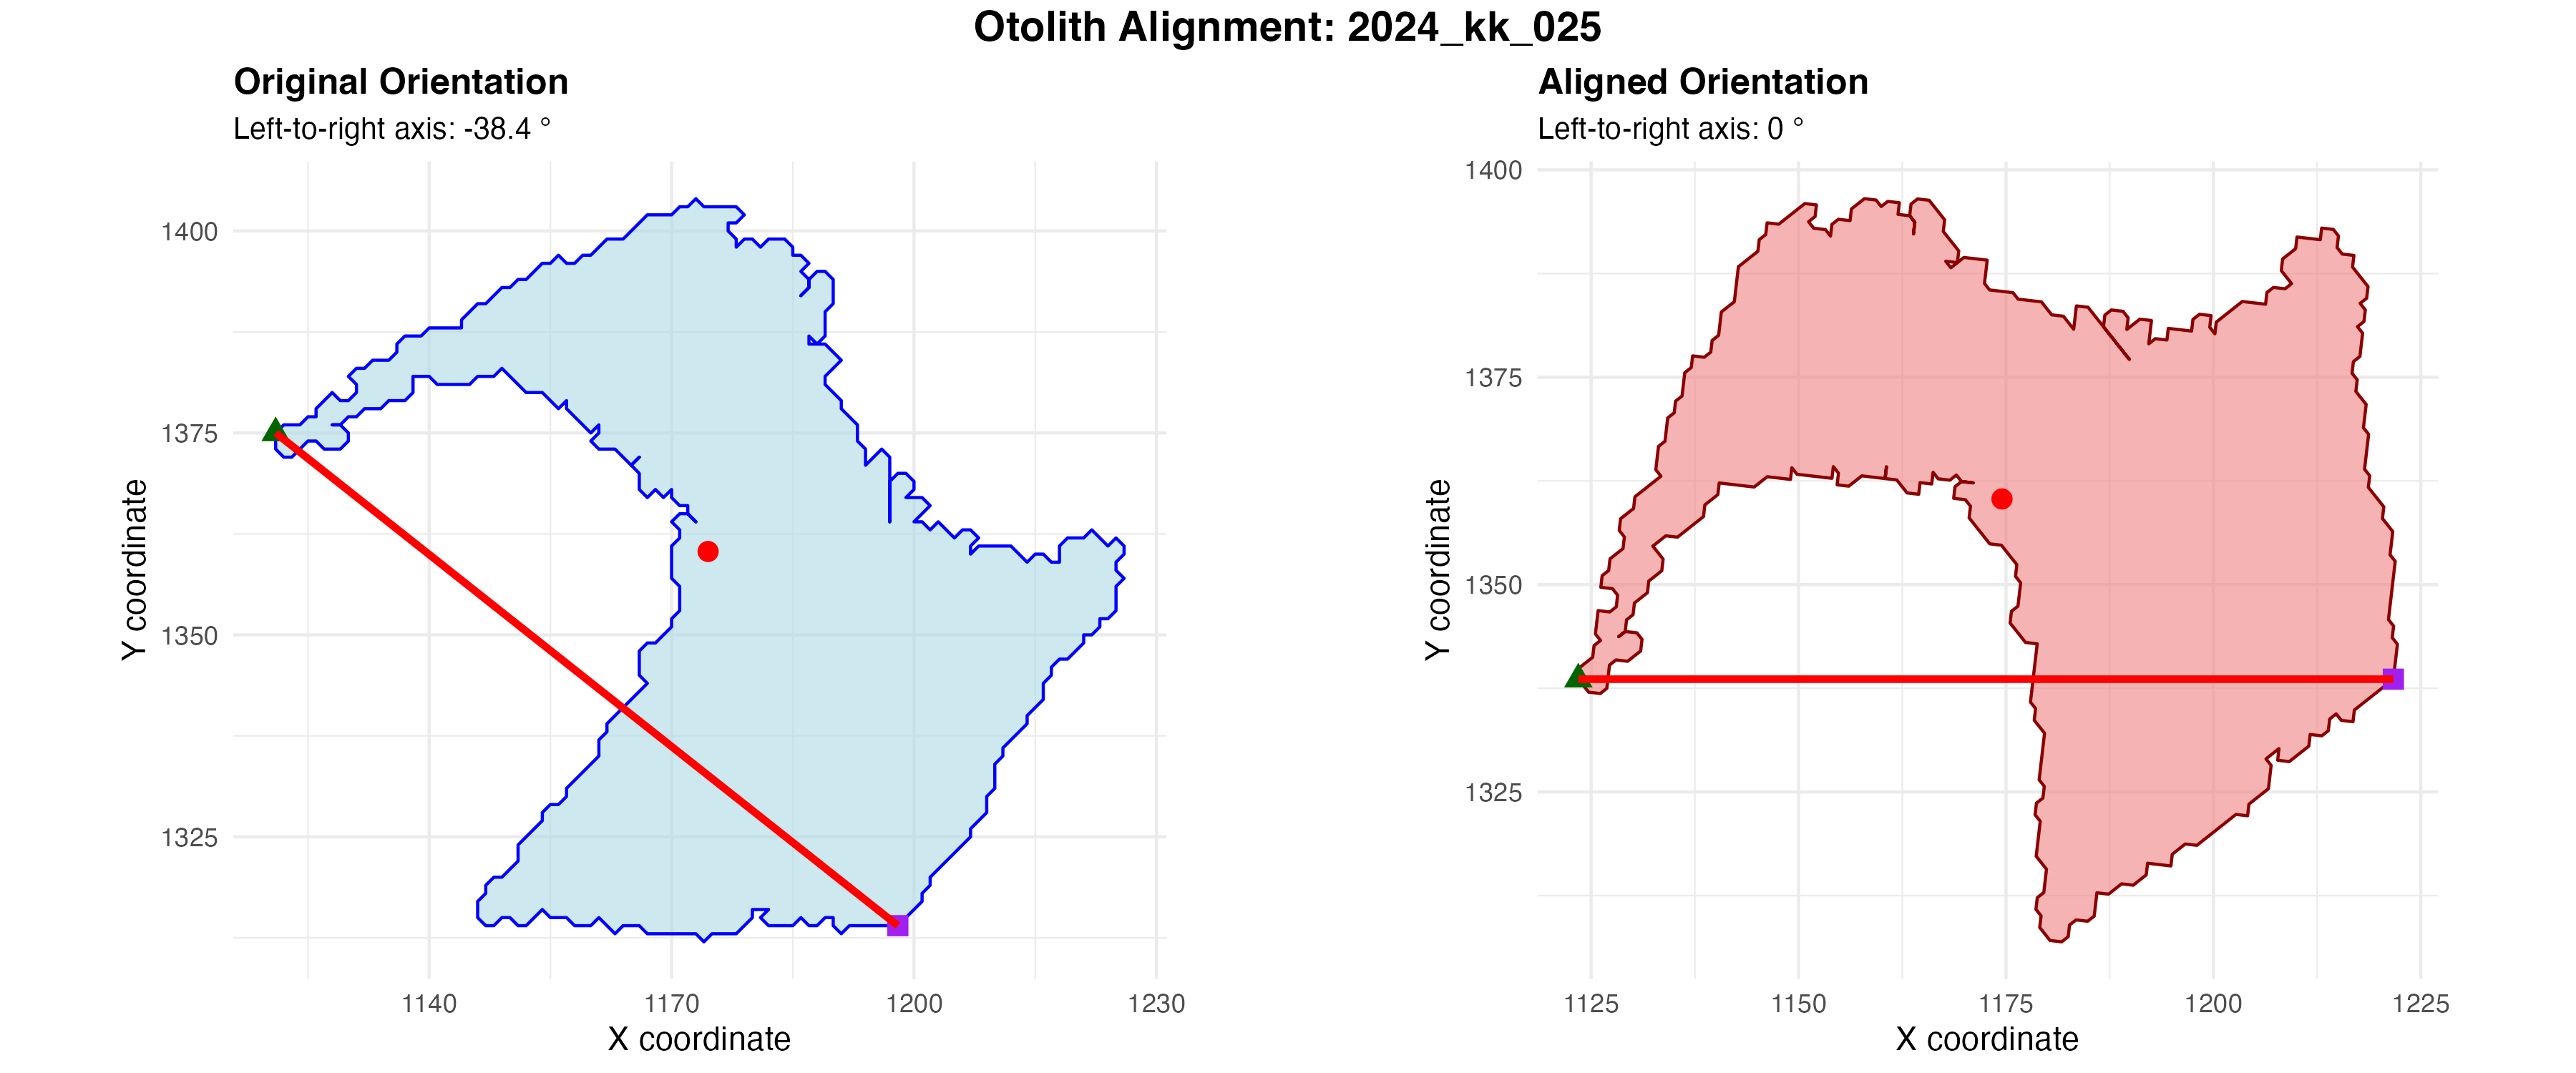 Otolith Alignment: 2024_kk_025
Original Orientation
Left-to-right axis: -38.4 °
1400
1375
1350
1325
Y coordinate
1140 1170 1200 1230
X coordinate
Aligned Orientation
Left-to-right axis: 0 °
1400
1375
1350
1325
Y coordinate
1125 1150 1175 1200 1225
X coordinate